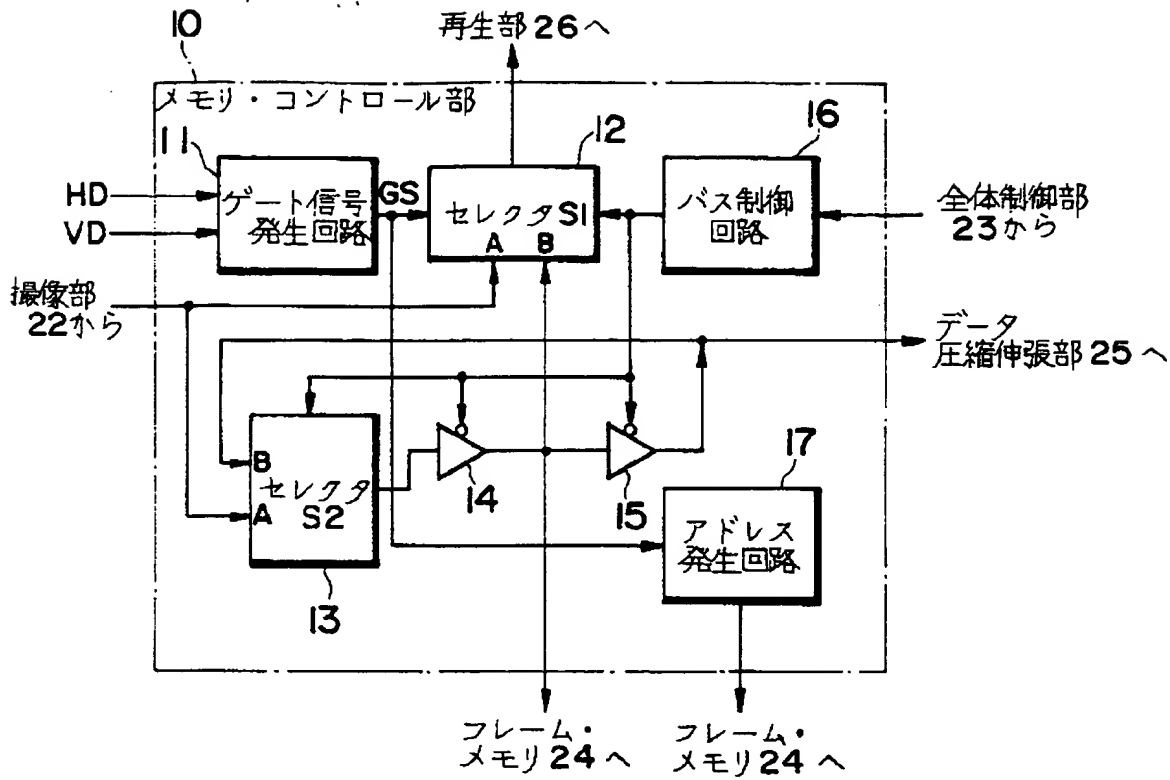 再生部26へ
10
メモリ・コントロール部
11
12
16
HD
VD
ゲート信号
発生回路
GS
セレクタS1
A B
バス制御
回路
全体制御部
23から
撮像部
22から
データ
圧縮伸張部25へ
B
A
セレクタ
S2
13
14
15
17
アドレス
発生回路
フレーム・
メモリ24へ
フレーム・
メモリ24へ